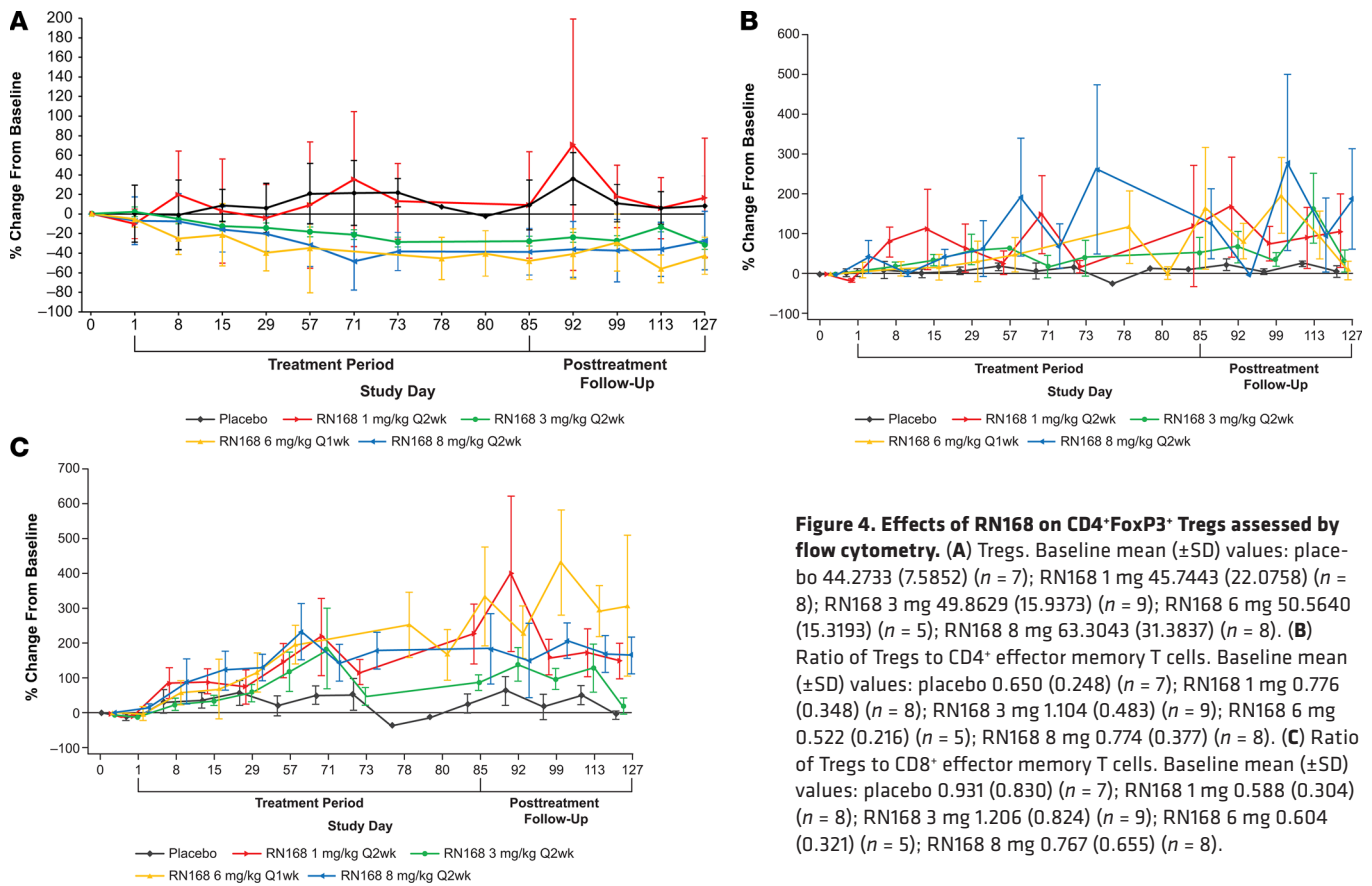 A
% Change From Baseline
200
180
160
140
120
100
80
60
40
20
0
−20
−40
−60
−80
−100
0 1 8 15 29 57 71 73 78 80 85 92 99 113 127
Treatment Period
Posttreatment
Follow-Up
Study Day
Placebo RN168 1 mg/kg Q2wk RN168 3 mg/kg Q2wk
RN168 6 mg/kg Q1wk RN168 8 mg/kg Q2wk
B
% Change From Baseline
600
500
400
300
200
100
0
−100
0 1 8 15 29 57 71 73 78 80 85 92 99 113 127
Treatment Period
Posttreatment
Follow-Up
Study Day
Placebo RN168 1 mg/kg Q2wk RN168 3 mg/kg Q2wk
RN168 6 mg/kg Q1wk RN168 8 mg/kg Q2wk
C
% Change From Baseline
700
600
500
400
300
200
100
0
−100
0 1 8 15 29 57 71 73 78 80 85 92 99 113 127
Treatment Period
Posttreatment
Follow-Up
Study Day
Placebo RN168 1 mg/kg Q2wk RN168 3 mg/kg Q2wk
RN168 6 mg/kg Q1wk RN168 8 mg/kg Q2wk
Figure 4. Effects of RN168 on CD4⁺FoxP3⁺ Tregs assessed by
flow cytometry. (A) Tregs. Baseline mean (±SD) values: place-
bo 44.2733 (7.5852) (n = 7); RN168 1 mg 45.7443 (22.0758) (n =
8); RN168 3 mg 49.8629 (15.9373) (n = 9); RN168 6 mg 50.5640
(15.3193) (n = 5); RN168 8 mg 63.3043 (31.3837) (n = 8). (B)
Ratio of Tregs to CD4⁺ effector memory T cells. Baseline mean
(±SD) values: placebo 0.650 (0.248) (n = 7); RN168 1 mg 0.776
(0.348) (n = 8); RN168 3 mg 1.104 (0.483) (n = 9); RN168 6 mg
0.522 (0.216) (n = 5); RN168 8 mg 0.774 (0.377) (n = 8). (C) Ratio
of Tregs to CD8⁺ effector memory T cells. Baseline mean (±SD)
values: placebo 0.931 (0.830) (n = 7); RN168 1 mg 0.588 (0.304)
(n = 8); RN168 3 mg 1.206 (0.824) (n = 9); RN168 6 mg 0.604
(0.321) (n = 5); RN168 8 mg 0.767 (0.655) (n = 8).